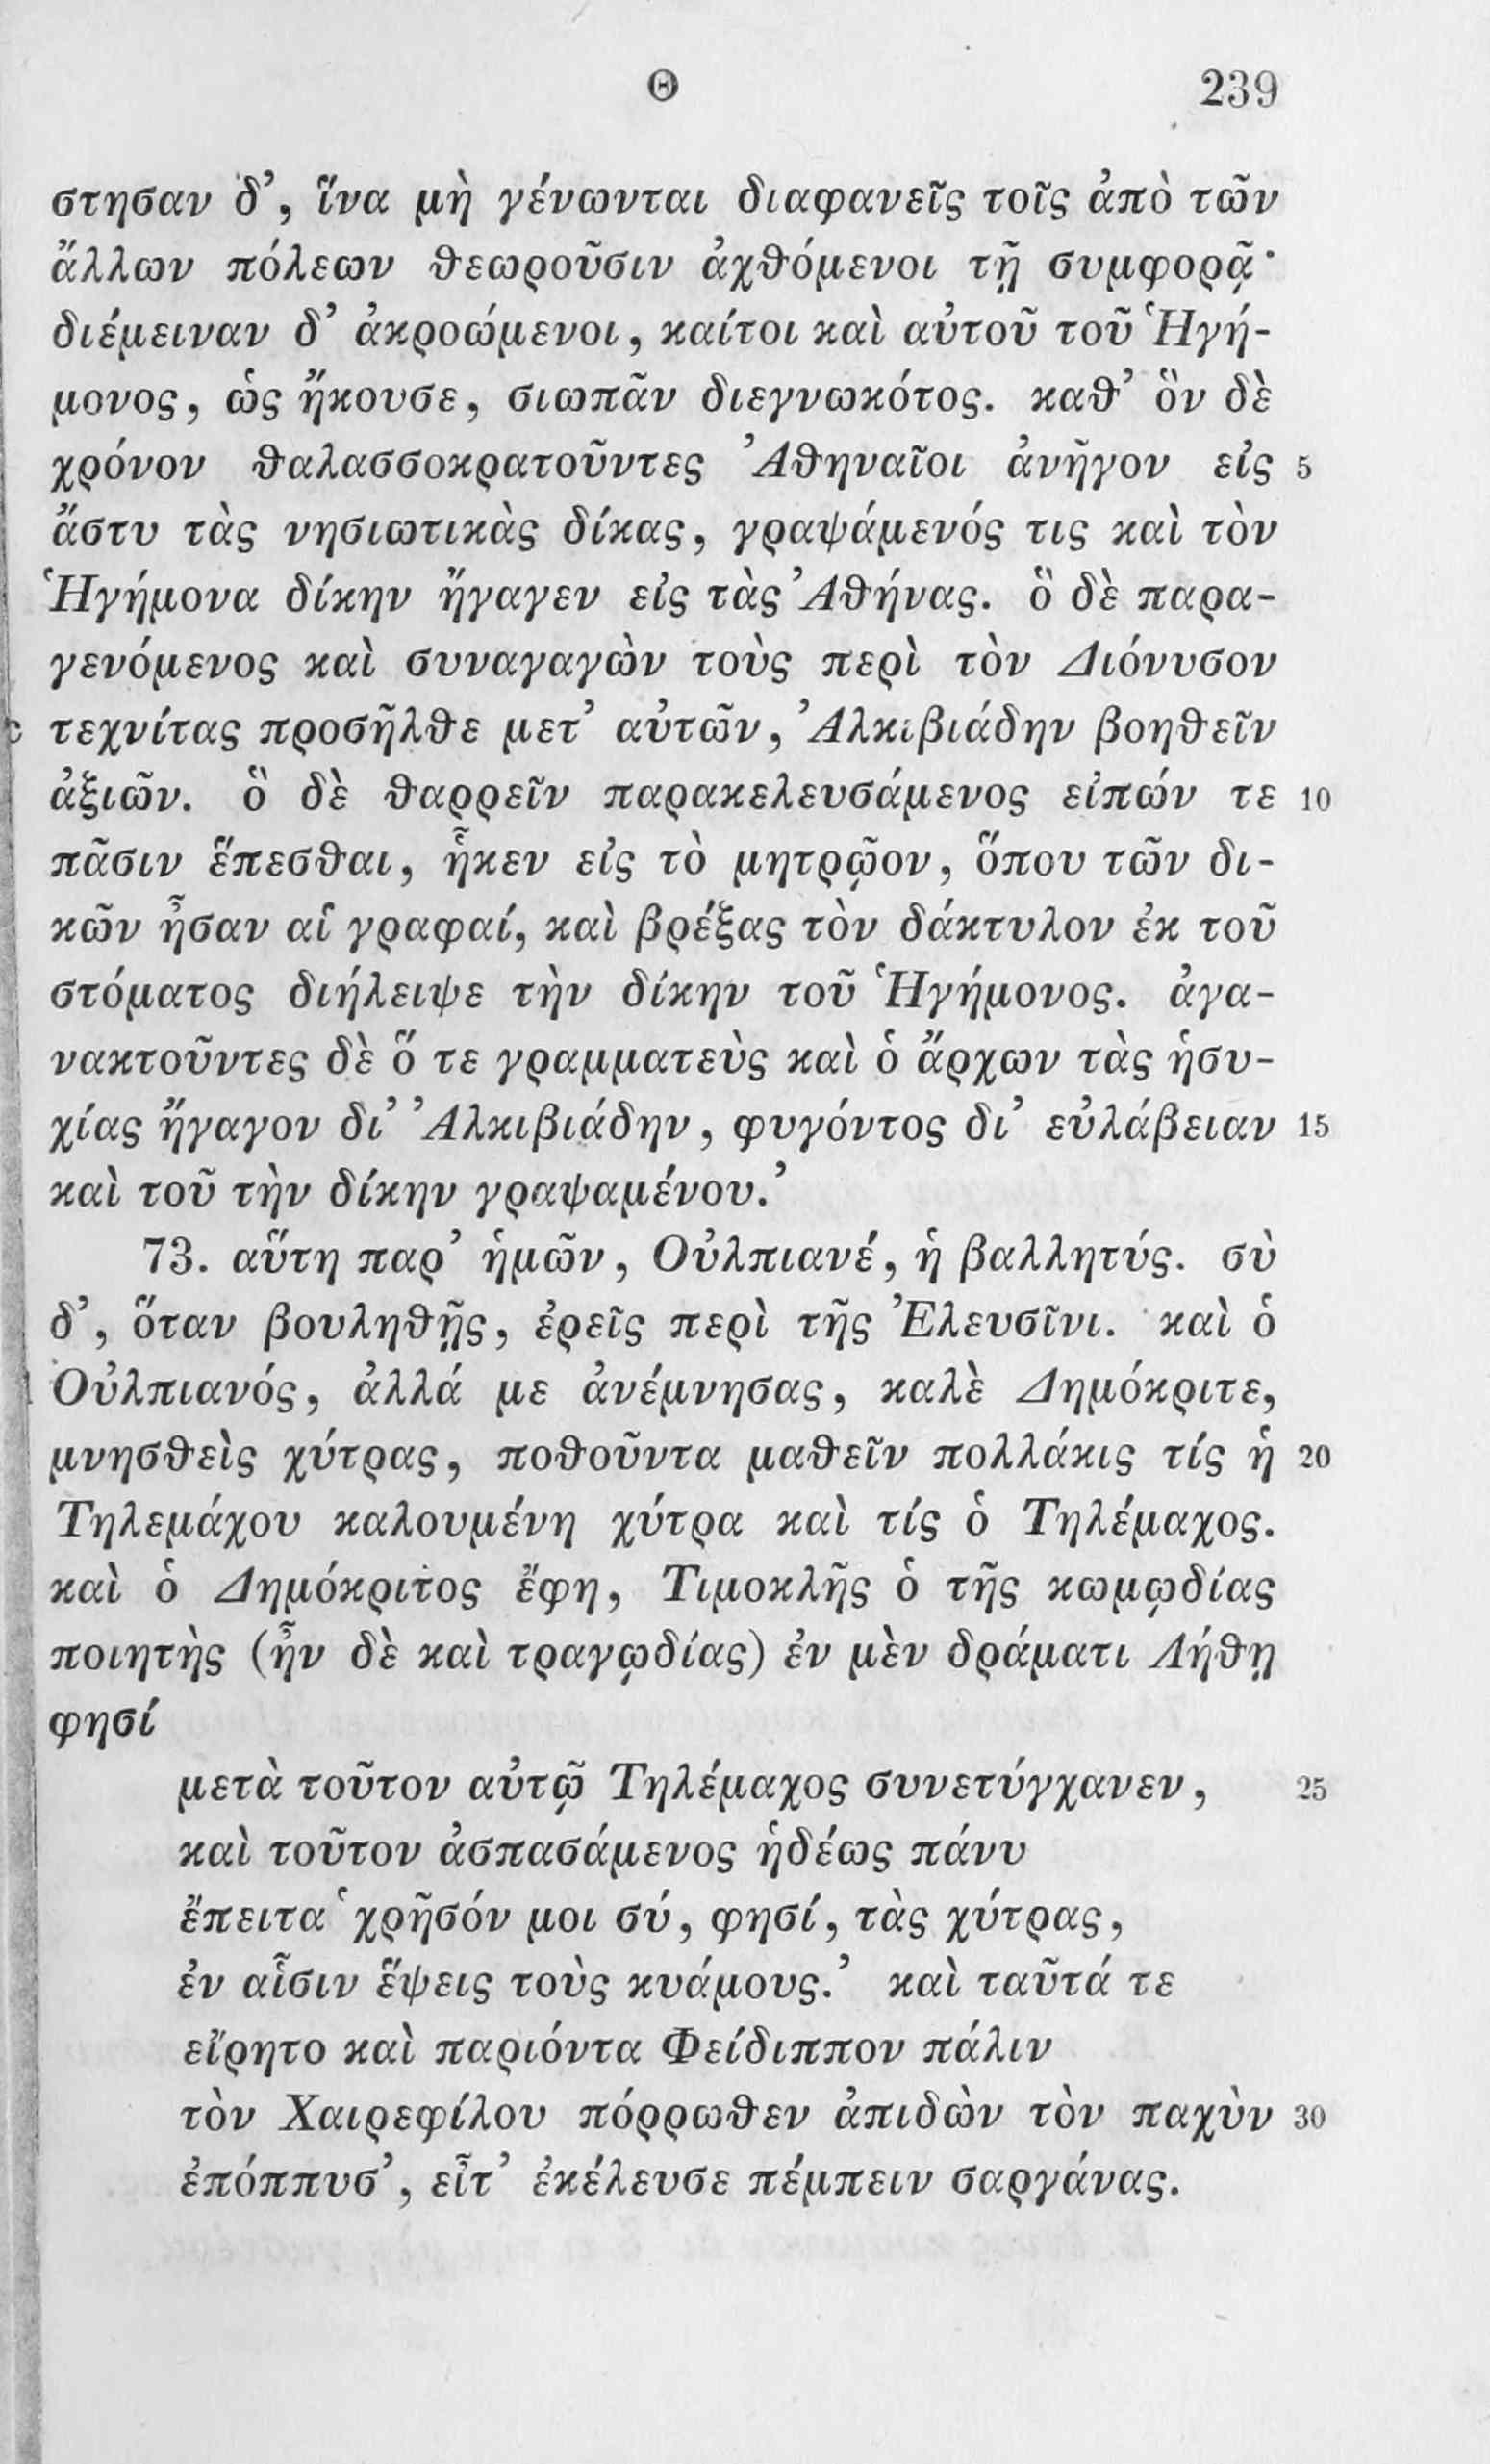 Θ 239
στησαν δ’, ἵνα μὴ γένωνται διαφανεῖς τοῖς ἀπὸ τῶν
ἄλλων πόλεων θεωροῦσιν ἀχθόμενοι τῇ συμφορᾷ·
διέμειναν δ’ ἀκροώμενοι, καίτοι καὶ αὐτοῦ τοῦ Ἡγή-
μονος, ὡς ἤκουσε, σιωπᾶν διεγνωκότος. καθ’ ὃν δὲ
χρόνον θαλασσοκρατοῦντες Ἀθηναῖοι ἀνῆγον εἰς 5
ἄστυ τὰς νησιωτικὰς δίκας, γραψάμενός τις καὶ τὸν
Ἡγήμονα δίκην ἤγαγεν εἰς τὰς Ἀθήνας. ὃ δὲ παρα-
γενόμενος καὶ συναγαγὼν τοὺς περὶ τὸν Διόνυσον
τεχνίτας προσῆλθε μετ’ αὐτῶν, Ἀλκιβιάδην βοηθεῖν
ἀξιῶν. ὃ δὲ θαρρεῖν παρακελευσάμενος εἰπών τε 10
πᾶσιν ἕπεσθαι, ἧκεν εἰς τὸ μητρῷον, ὅπου τῶν δι-
κῶν ἦσαν αἱ γραφαί, καὶ βρέξας τὸν δάκτυλον ἐκ τοῦ
στόματος διήλειψε τὴν δίκην τοῦ Ἡγήμονος. ἀγα-
νακτοῦντες δὲ ὅ τε γραμματεὺς καὶ ὁ ἄρχων τὰς ἡσυ-
χίας ἤγαγον δι’ Ἀλκιβιάδην, φυγόντος δι’ εὐλάβειαν 15
καὶ τοῦ τὴν δίκην γραψαμένου.’
73. αὕτη παρ’ ἡμῶν, Οὐλπιανέ, ἡ βαλλητύς. σὺ
δ’, ὅταν βουληθῇς, ἐρεῖς περὶ τῆς Ἐλευσῖνι. καὶ ὁ
Οὐλπιανός, ἀλλά με ἀνέμνησας, καλὲ Δημόκριτε,
μνησθεὶς χύτρας, ποθοῦντα μαθεῖν πολλάκις τίς ἡ 20
Τηλεμάχου καλουμένη χύτρα καὶ τίς ὁ Τηλέμαχος.
καὶ ὁ Δημόκριτος ἔφη, Τιμοκλῆς ὁ τῆς κωμῳδίας
ποιητὴς (ἦν δὲ καὶ τραγῳδίας) ἐν μὲν δράματι Λήθῃ
φησί
μετὰ τοῦτον αὐτῷ Τηλέμαχος συνετύγχανεν, 25
καὶ τοῦτον ἀσπασάμενος ἡδέως πάνυ
ἔπειτα ‘χρῆσόν μοι σύ, φησί, τὰς χύτρας,
ἐν αἷσιν ἕψεις τοὺς κυάμους.’ καὶ ταῦτά τε
εἴρητο καὶ παριόντα Φείδιππον πάλιν
τὸν Χαιρεφίλου πόρρωθεν ἀπιδὼν τὸν παχὺν 30
ἐπόππυσ’, εἶτ’ ἐκέλευσε πέμπειν σαργάνας.